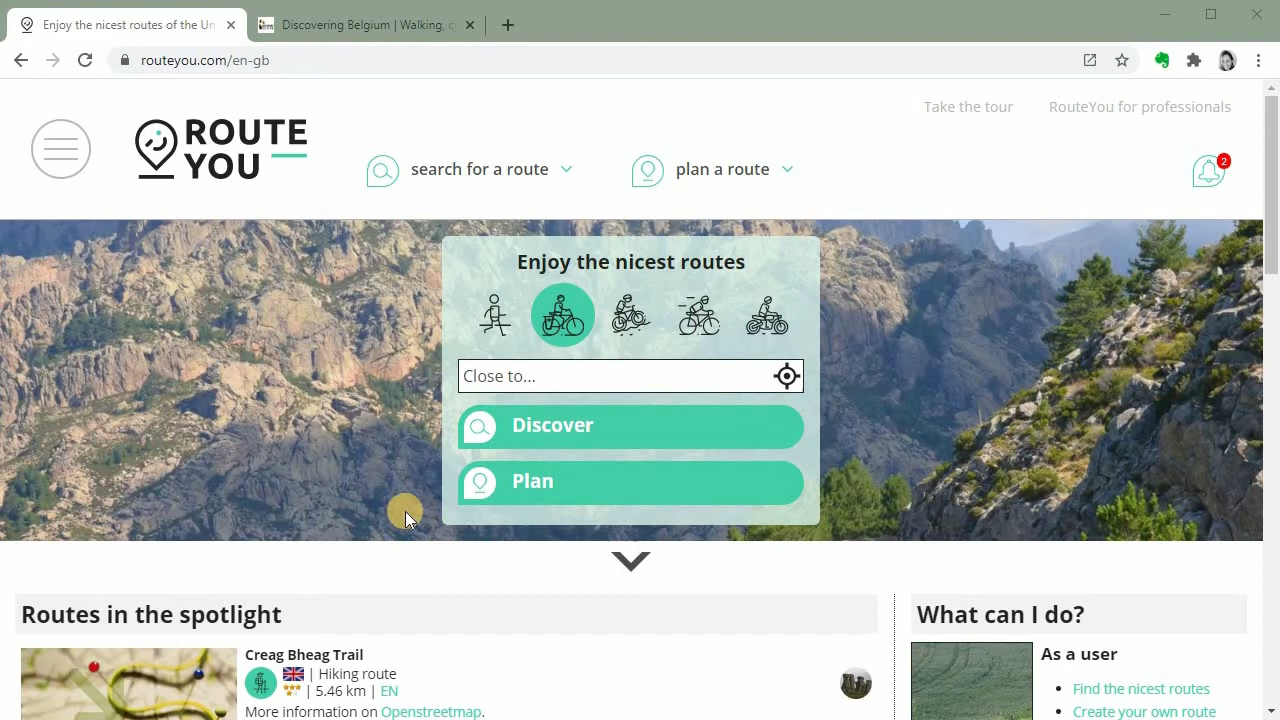 Enjoy the nicest routes of the Un
Discovering Belgium | Walking, c
routeyou.com/en-gb
Take the tour
RouteYou for professionals
ROUTE
YOU
search for a route
plan a route
2
Enjoy the nicest routes
Close to...
Discover
Plan
Routes in the spotlight
What can I do?
Creag Bheag Trail
| Hiking route
| 5.46 km | EN
More information on Openstreetmap.
As a user
Find the nicest routes
Create your own route